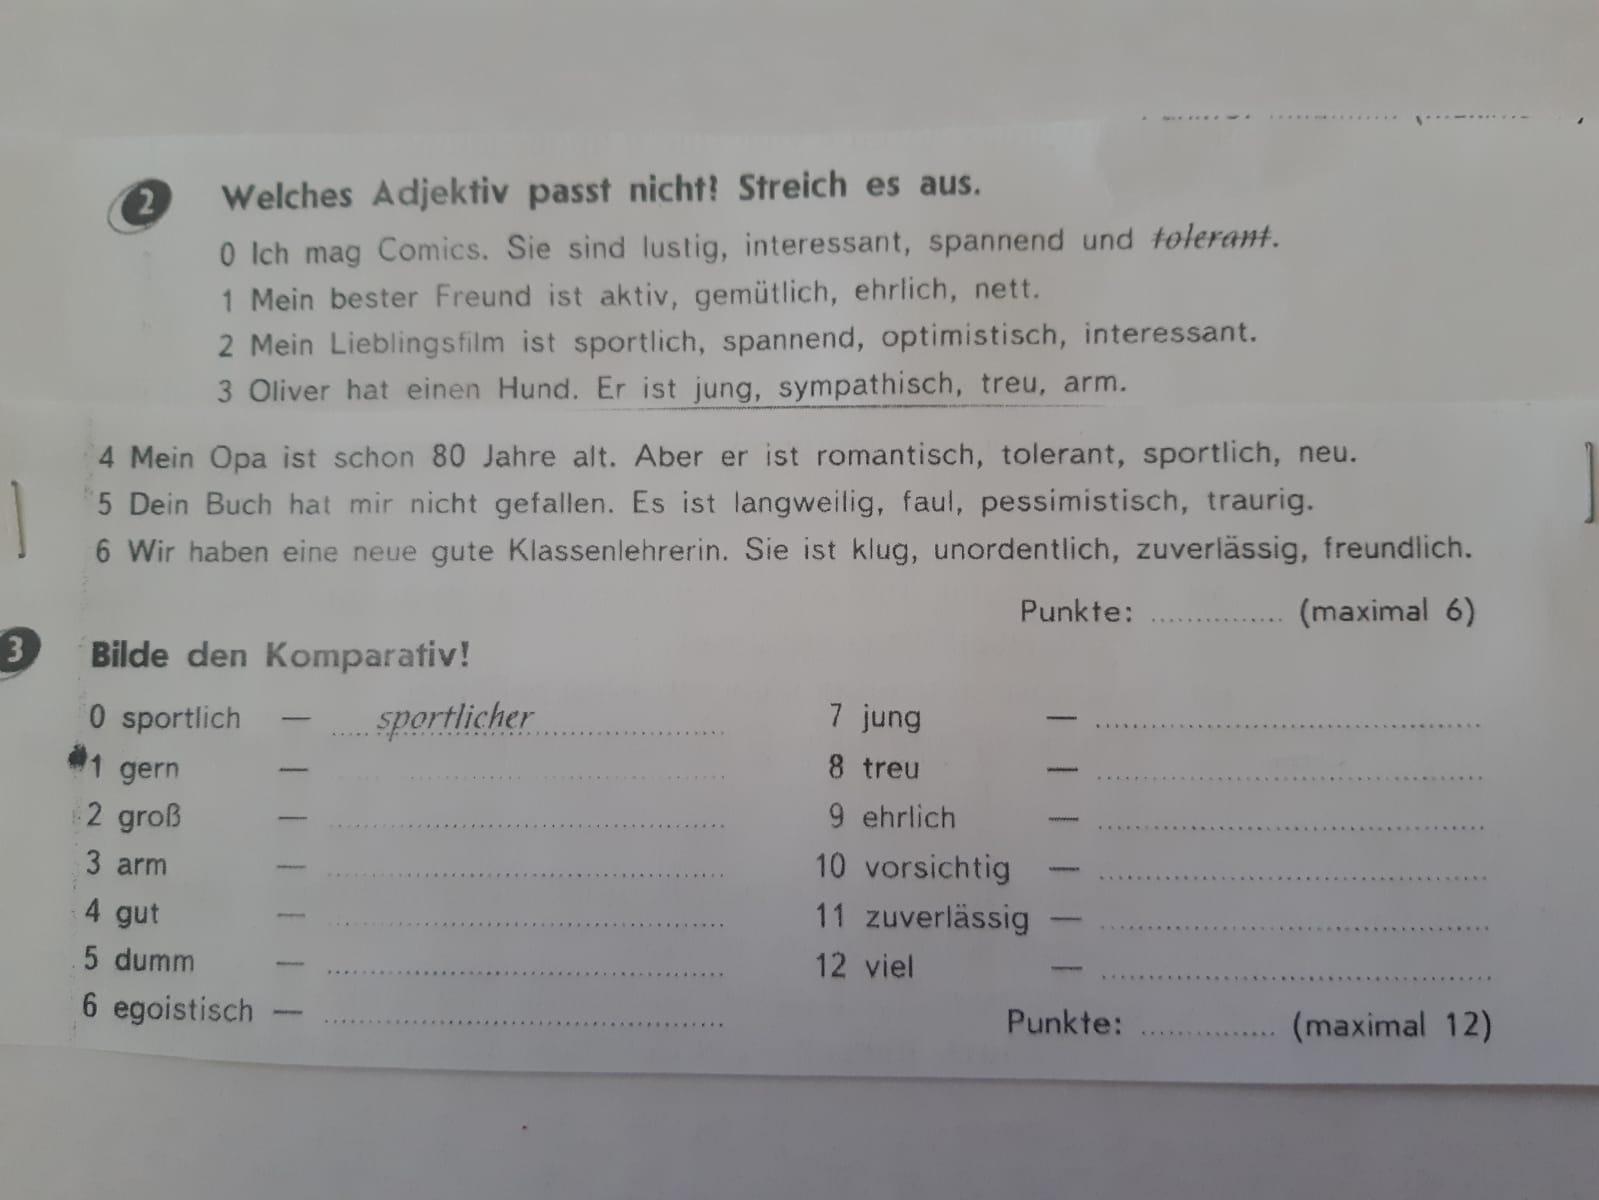 2 Welches Adjektiv passt nicht? Streich es aus.
0 Ich mag Comics. Sie sind lustig, interessant, spannend und tolerant.
1 Mein bester Freund ist aktiv, gemütlich, ehrlich, nett.
2 Mein Lieblingsfilm ist sportlich, spannend, optimistisch, interessant.
3 Oliver hat einen Hund. Er ist jung, sympathisch, treu, arm.
4 Mein Opa ist schon 80 Jahre alt. Aber er ist romantisch, tolerant, sportlich, neu.
5 Dein Buch hat mir nicht gefallen. Es ist langweilig, faul, pessimistisch, traurig.
6 Wir haben eine neue gute Klassenlehrerin. Sie ist klug, unordentlich, zuverlässig, freundlich.
Punkte: .............. (maximal 6)
3 Bilde den Komparativ!
0 sportlich — sportlicher
1 gern —
2 groß —
3 arm —
4 gut —
5 dumm —
6 egoistisch —
7 jung —
8 treu —
9 ehrlich —
10 vorsichtig —
11 zuverlässig —
12 viel —
Punkte: .............. (maximal 12)